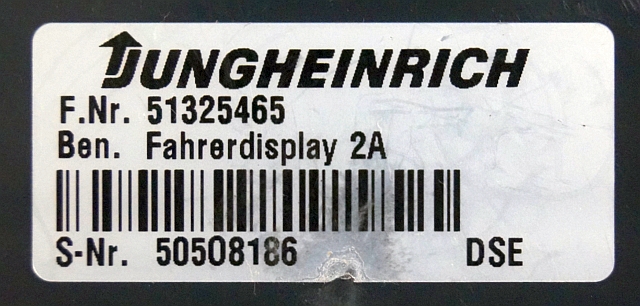 JUNGHEINRICH
F.Nr. 51325465
Ben. Fahrerdisplay 2A
S-Nr. 50508186 DSE